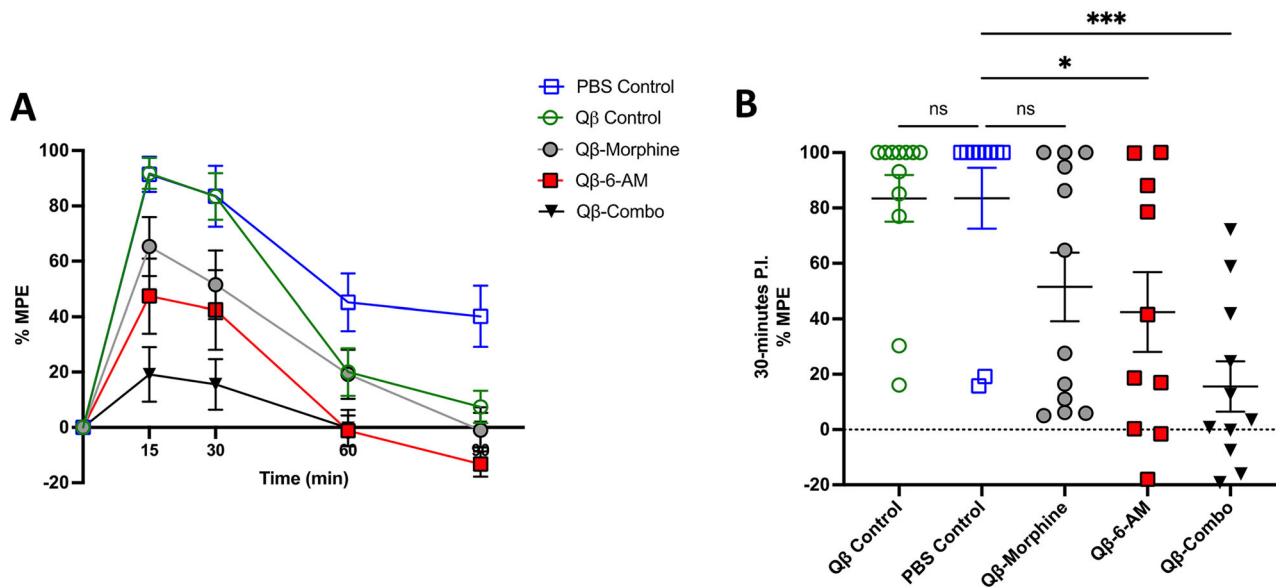 A
% MPE
100
80
60
40
20
0
-20
15
30
60
90
Time (min)
PBS Control
Qβ Control
Qβ-Morphine
Qβ-6-AM
Qβ-Combo
B
***
*
ns
ns
30-minutes P.I.
% MPE
100
80
60
40
20
0
-20
Qβ Control
PBS Control
Qβ-Morphine
Qβ-6-AM
Qβ-Combo